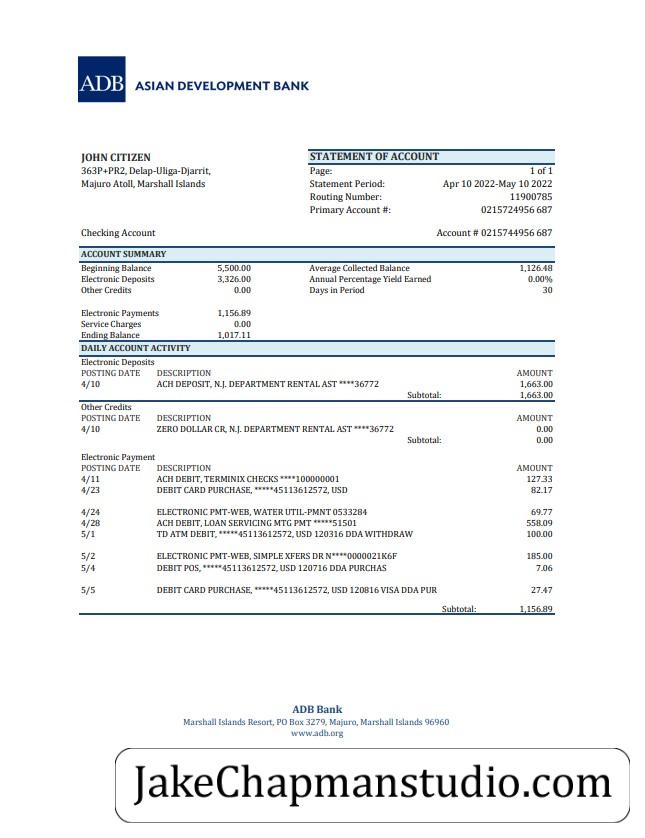 ADB ASIAN DEVELOPMENT BANK
JOHN CITIZEN
363P+PR2, Delap-Uliga-Djarrit,
Majuro Atoll, Marshall Islands
STATEMENT OF ACCOUNT
Page: 1 of 1
Statement Period: Apr 10 2022-May 10 2022
Routing Number: 11900785
Primary Account #: 0215724956 687
Checking Account Account # 0215744956 687
ACCOUNT SUMMARY
Beginning Balance 5,500.00 Average Collected Balance 1,126.48
Electronic Deposits 3,326.00 Annual Percentage Yield Earned 0.00%
Other Credits 0.00 Days in Period 30
Electronic Payments 1,156.89
Service Charges 0.00
Ending Balance 1,017.11
DAILY ACCOUNT ACTIVITY
Electronic Deposits
POSTING DATE DESCRIPTION AMOUNT
4/10 ACH DEPOSIT, N.J. DEPARTMENT RENTAL AST ****36772 1,663.00
Subtotal: 1,663.00
Other Credits
POSTING DATE DESCRIPTION AMOUNT
4/10 ZERO DOLLAR CR, N.J. DEPARTMENT RENTAL AST ****36772 0.00
Subtotal: 0.00
Electronic Payment
POSTING DATE DESCRIPTION AMOUNT
4/11 ACH DEBIT, TERMINIX CHECKS ****100000001 127.33
4/23 DEBIT CARD PURCHASE, *****45113612572, USD 82.17
4/24 ELECTRONIC PMT-WEB, WATER UTIL-PMNT 0533284 69.77
4/28 ACH DEBIT, LOAN SERVICING MTG PMT *****51501 558.09
5/1 TD ATM DEBIT, *****45113612572, USD 120316 DDA WITHDRAW 100.00
5/2 ELECTRONIC PMT-WEB, SIMPLE XFERS DR N****0000021K6F 185.00
5/4 DEBIT POS, *****45113612572, USD 120716 DDA PURCHAS 7.06
5/5 DEBIT CARD PURCHASE, *****45113612572, USD 120816 VISA DDA PUR 27.47
Subtotal: 1,156.89
ADB Bank
Marshall Islands Resort, PO Box 3279, Majuro, Marshall Islands 96960
www.adb.org
JakeChapmanstudio.com